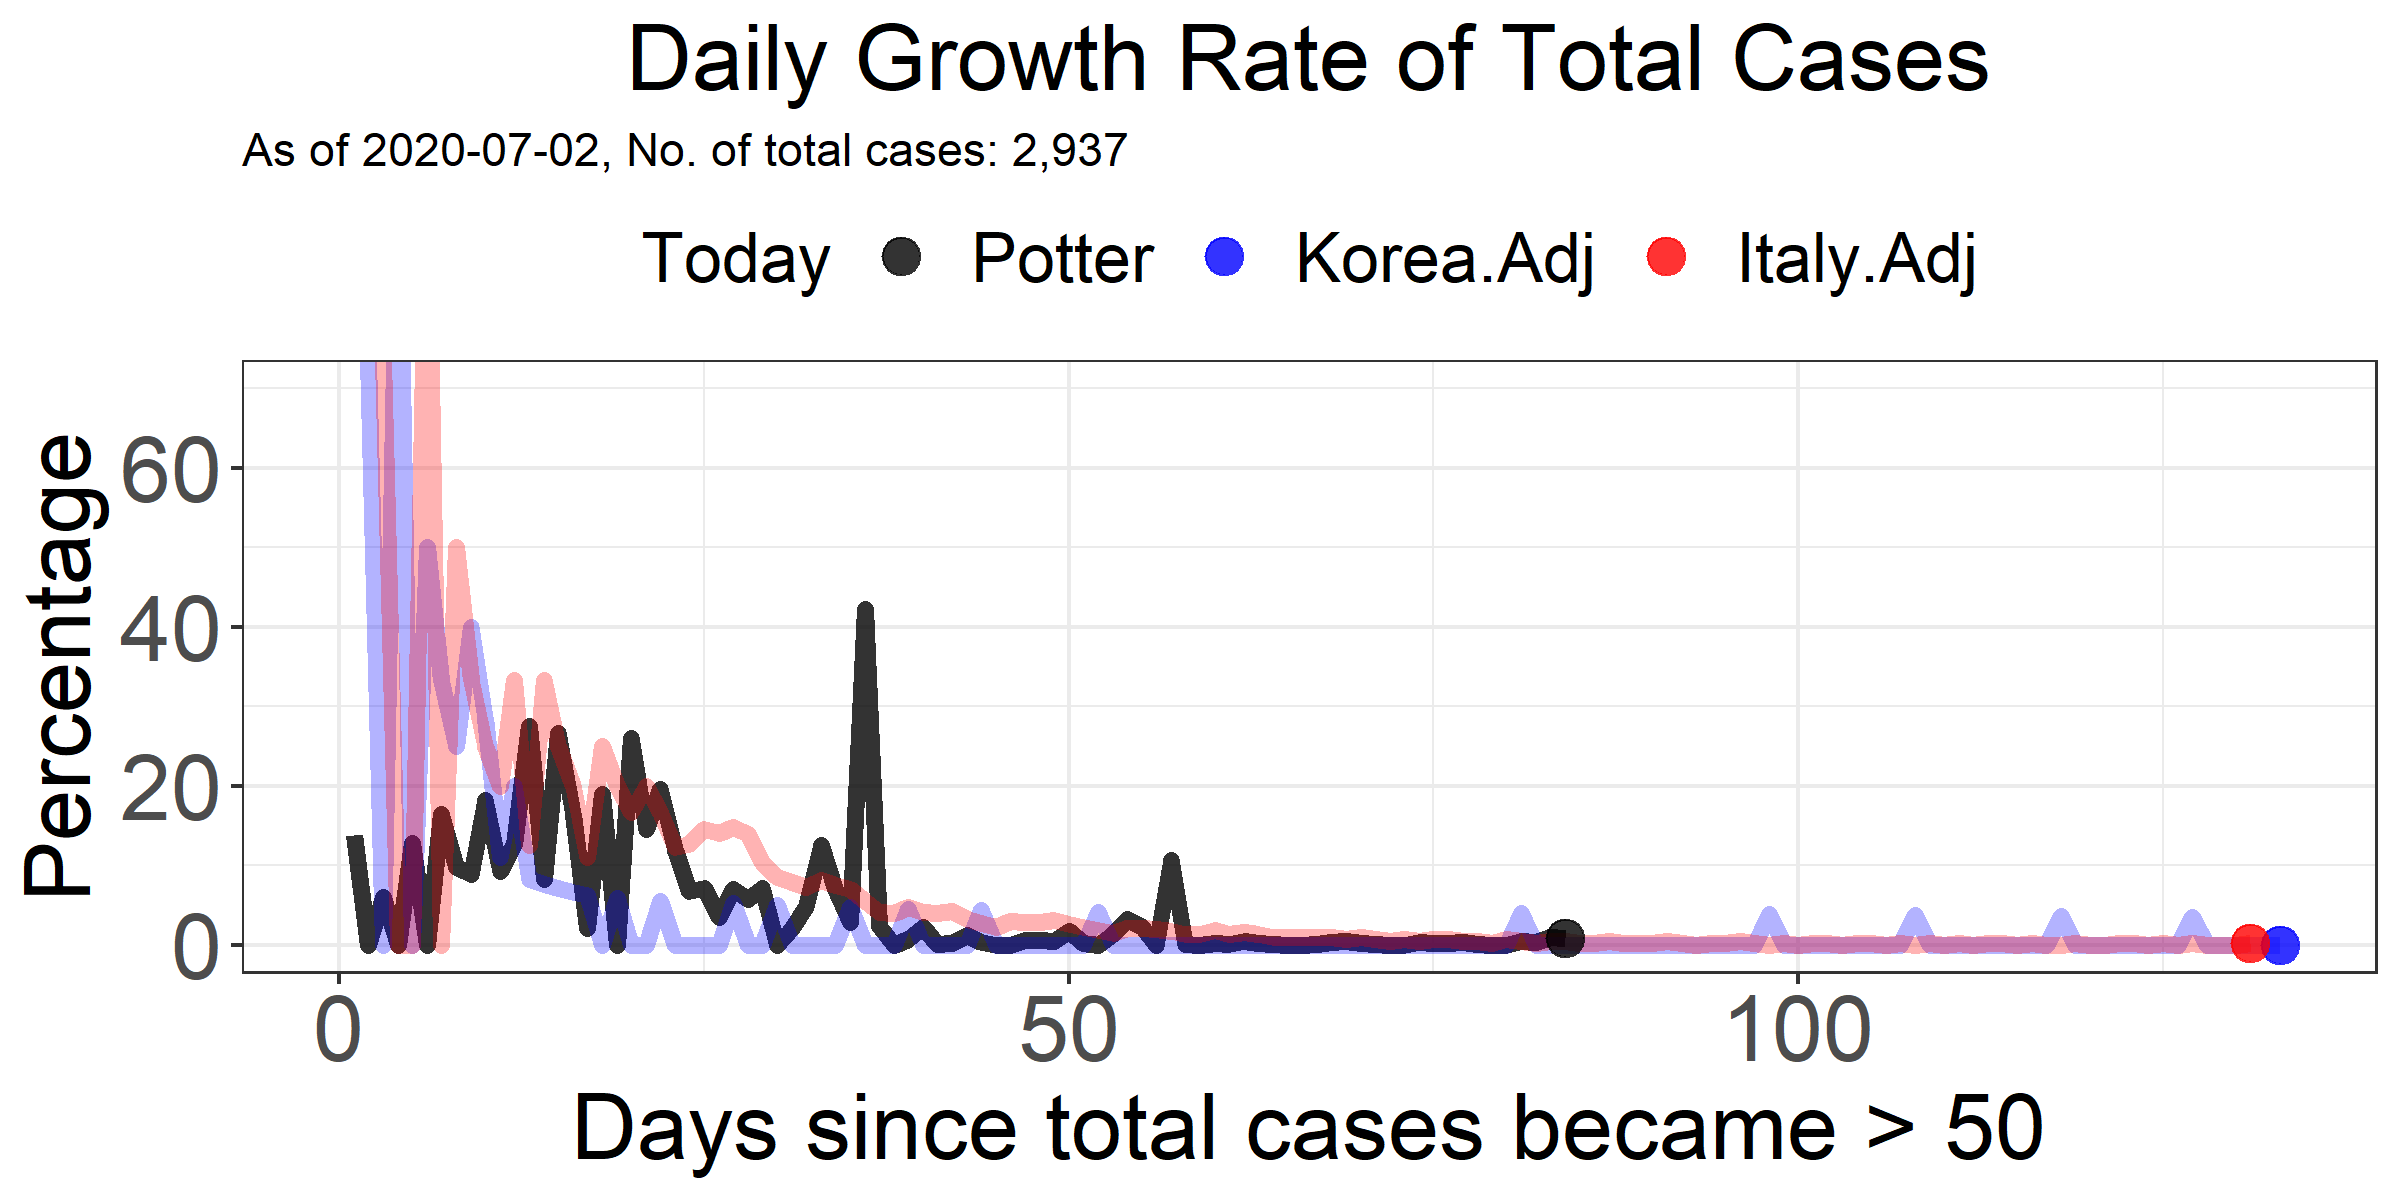 Daily Growth Rate of Total Cases
As of 2020-07-02, No. of total cases: 2,937
Today Potter Korea.Adj Italy.Adj
Percentage
60
40
20
0
0 50 100
Days since total cases became > 50